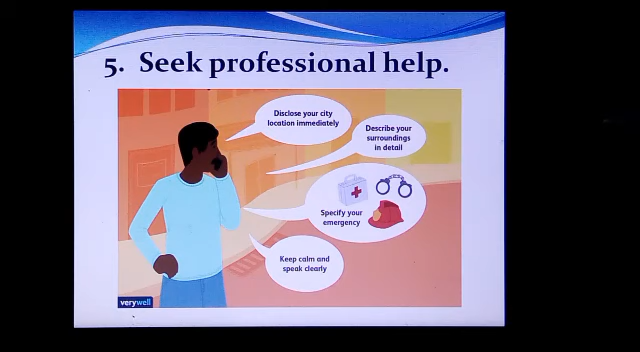 5. Seek professional help.
Disclose your city
location immediately
Describe your
surroundings
in detail
Specify your
emergency
Keep calm and
speak clearly
verywell